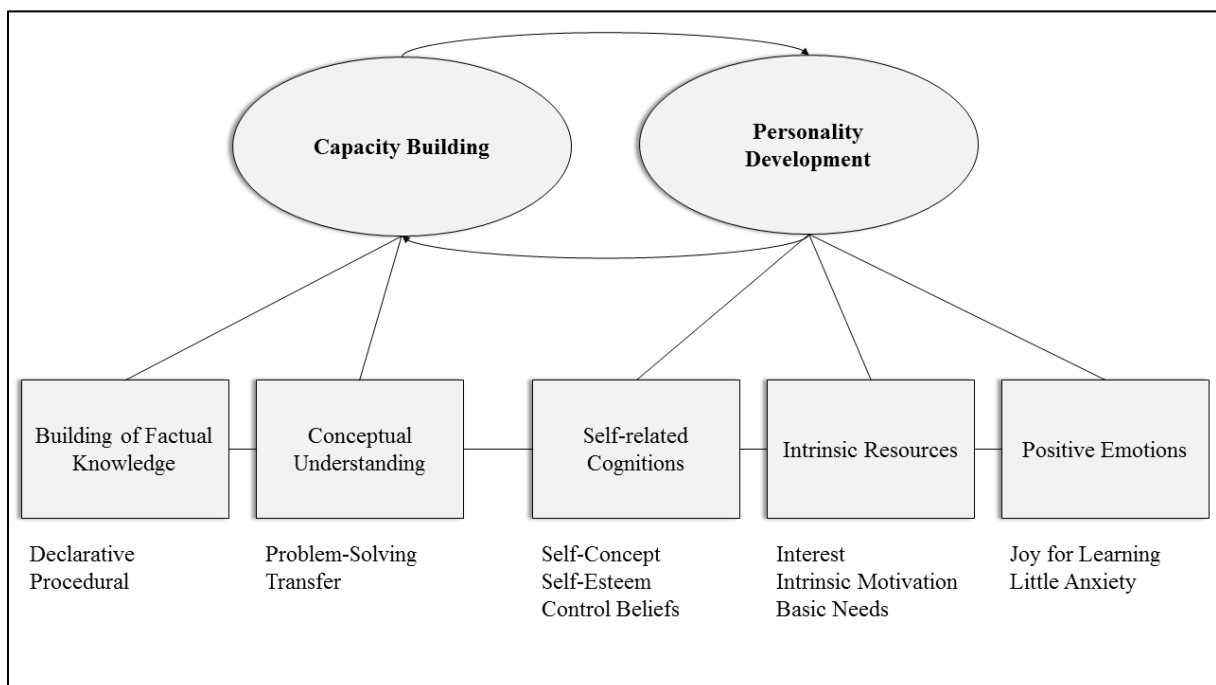 Capacity Building
Personality
Development
Building of Factual
Knowledge
Conceptual
Understanding
Self-related
Cognitions
Intrinsic Resources
Positive Emotions
Declarative
Procedural
Problem-Solving
Transfer
Self-Concept
Self-Esteem
Control Beliefs
Interest
Intrinsic Motivation
Basic Needs
Joy for Learning
Little Anxiety